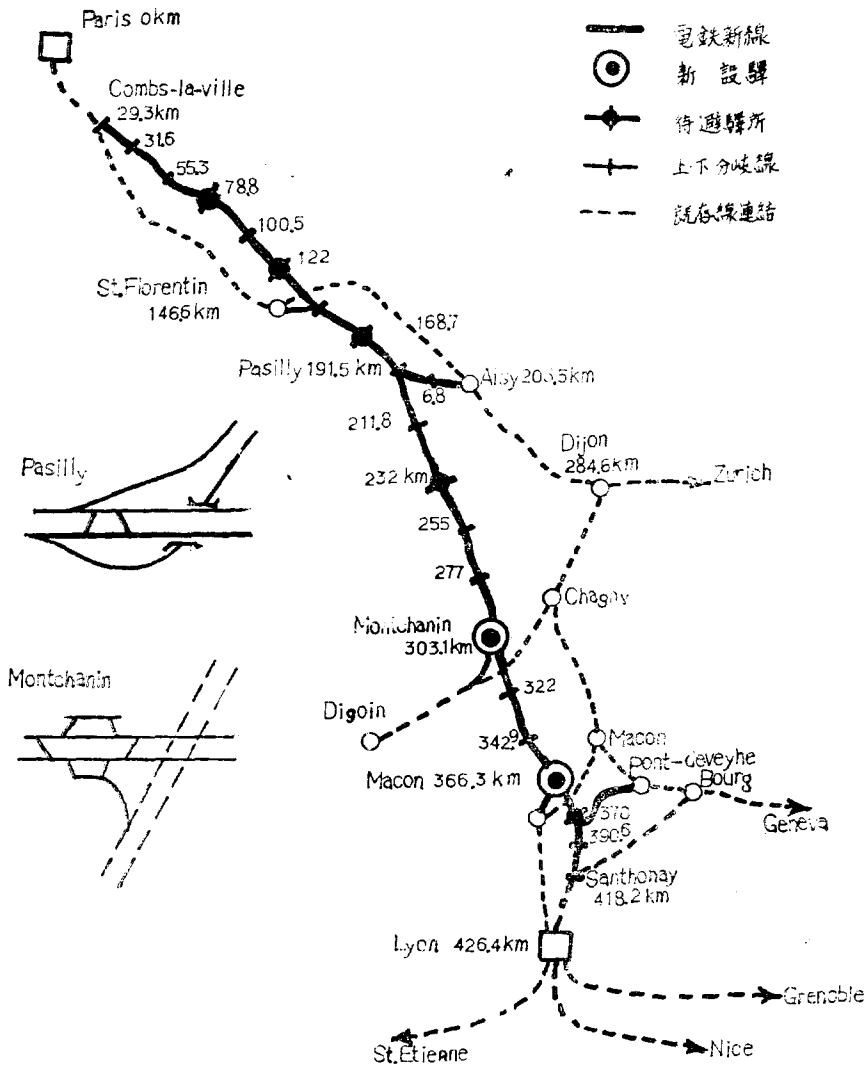 Paris 0km
Combs-la-ville
29.3km
31.6
55.3
78.8
100.5
122
St.Florentin
146.5km
168.7
Pasilly 191.5 km
6.8
211.8
Dijon
284.6km
Zurich
232 km
255
277
Chagny
Montchanin
303.1km
322
Digoin
342.9
Macon
Macon 366.3 km
Pont-deveyhe
Bourg
Geneva
370
390.6
Santhonay
418.2 km
Lyon 426.4km
Grenoble
St.Etienne
Nice
電鉄新線
新 設驛
待避驛所
上·下分岐線
既存線連結
Pasilly
Montchanin